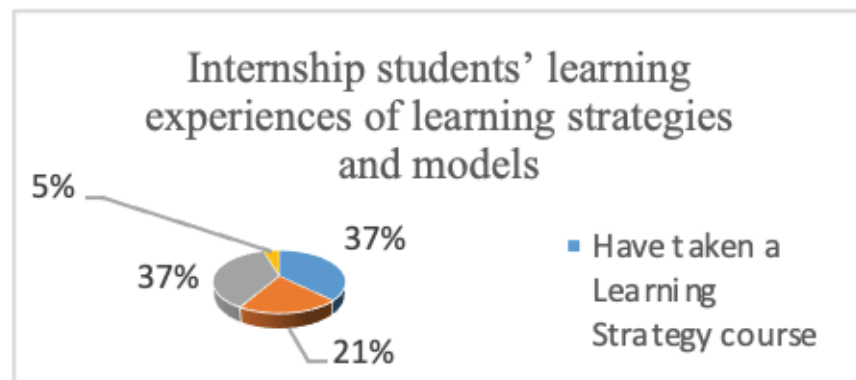 Internship students’ learning
experiences of learning strategies
and models
5%
37%
37%
21%
Have taken a
Learning
Strategy course